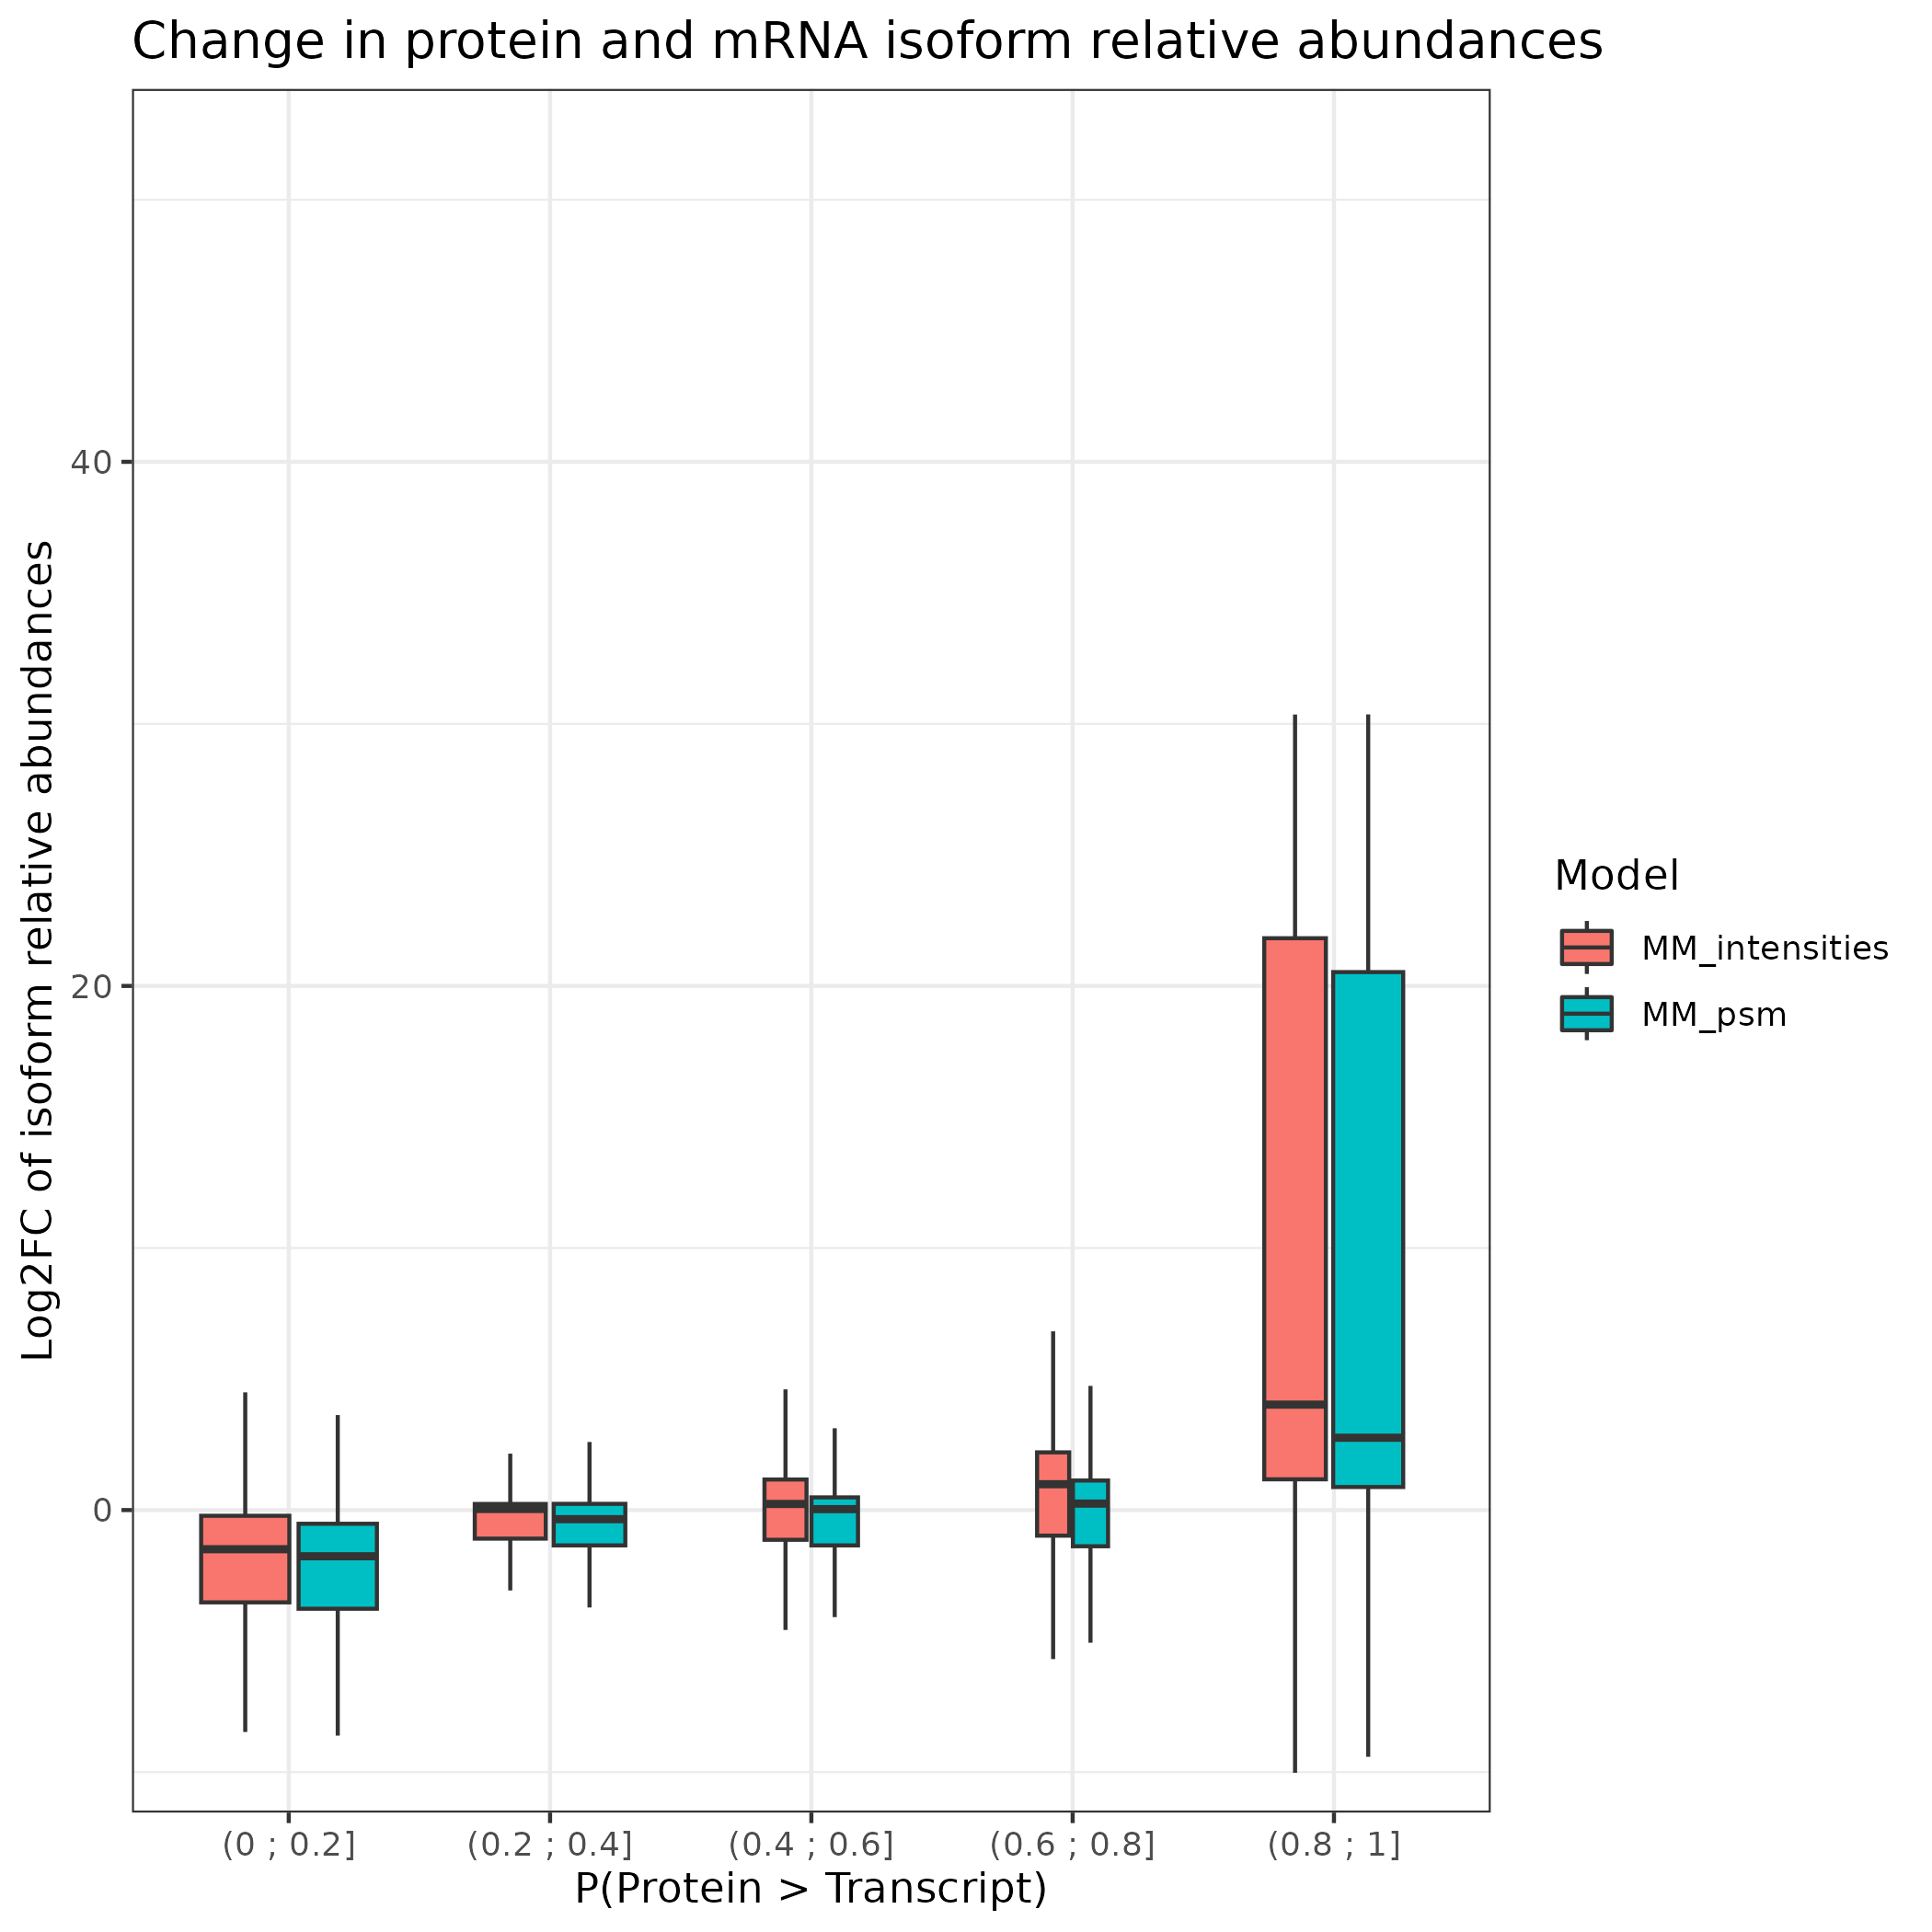 Change in protein and mRNA isoform relative abundances
Log2FC of isoform relative abundances
40
20
0
(0 ; 0.2]
(0.2 ; 0.4]
(0.4 ; 0.6]
(0.6 ; 0.8]
(0.8 ; 1]
P(Protein > Transcript)
Model
MM_intensities
MM_psm